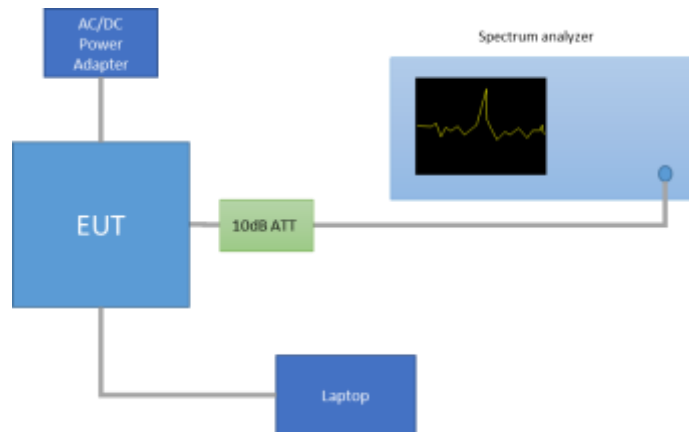 AC/DC
Power
Adapter
Spectrum analyzer
EUT
10dB ATT
Laptop